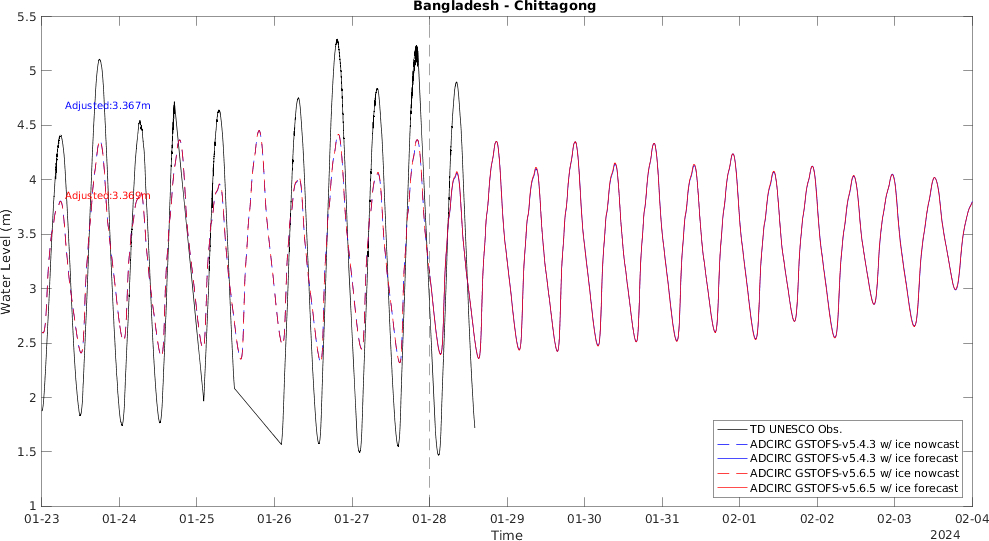 Bangladesh - Chittagong
5.5
5
4.5
4
3.5
3
2.5
2
1.5
1
Water Level (m)
Adjusted:3.367m
Adjusted:3.369m
TD UNESCO Obs.
ADCIRC GSTOFS-v5.4.3 w/ ice nowcast
ADCIRC GSTOFS-v5.4.3 w/ ice forecast
ADCIRC GSTOFS-v5.6.5 w/ ice nowcast
ADCIRC GSTOFS-v5.6.5 w/ ice forecast
01-23 01-24 01-25 01-26 01-27 01-28 01-29 01-30 01-31 02-01 02-02 02-03 02-04
Time
2024